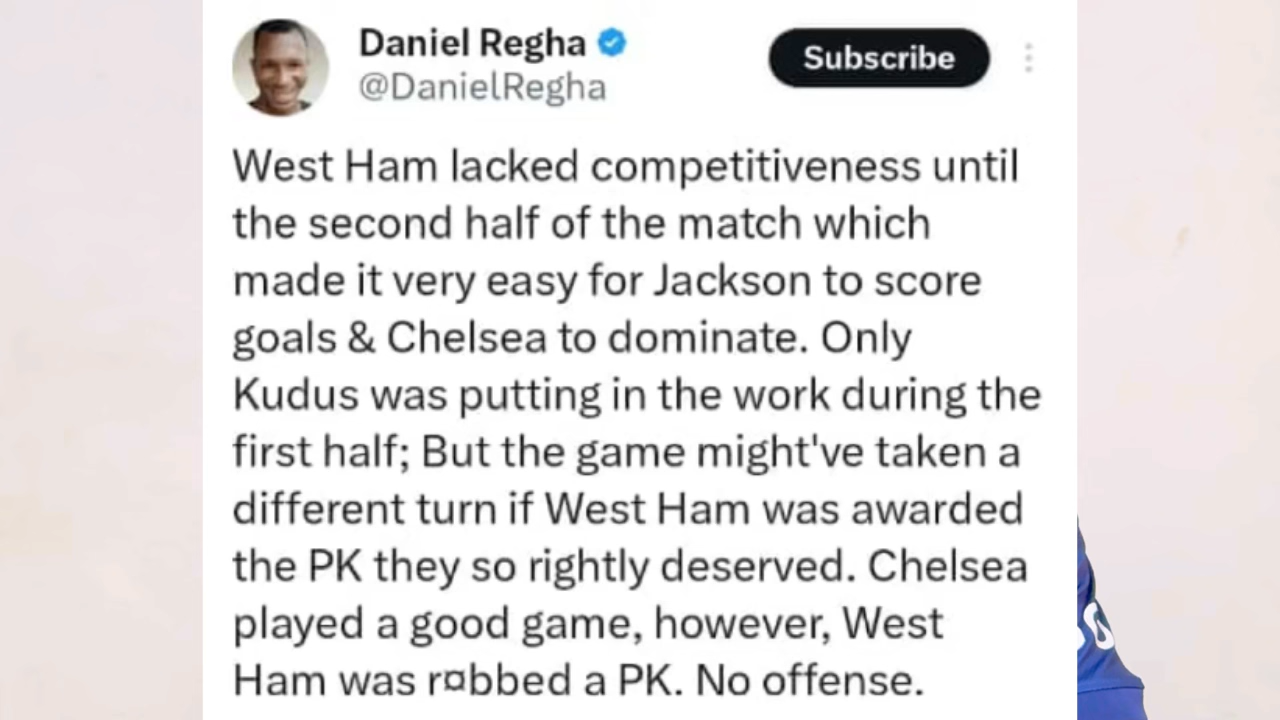 Daniel Regha
@DanielRegha
Subscribe
West Ham lacked competitiveness until
the second half of the match which
made it very easy for Jackson to score
goals & Chelsea to dominate. Only
Kudus was putting in the work during the
first half; But the game might've taken a
different turn if West Ham was awarded
the PK they so rightly deserved. Chelsea
played a good game, however, West
Ham was r¤bbed a PK. No offense.